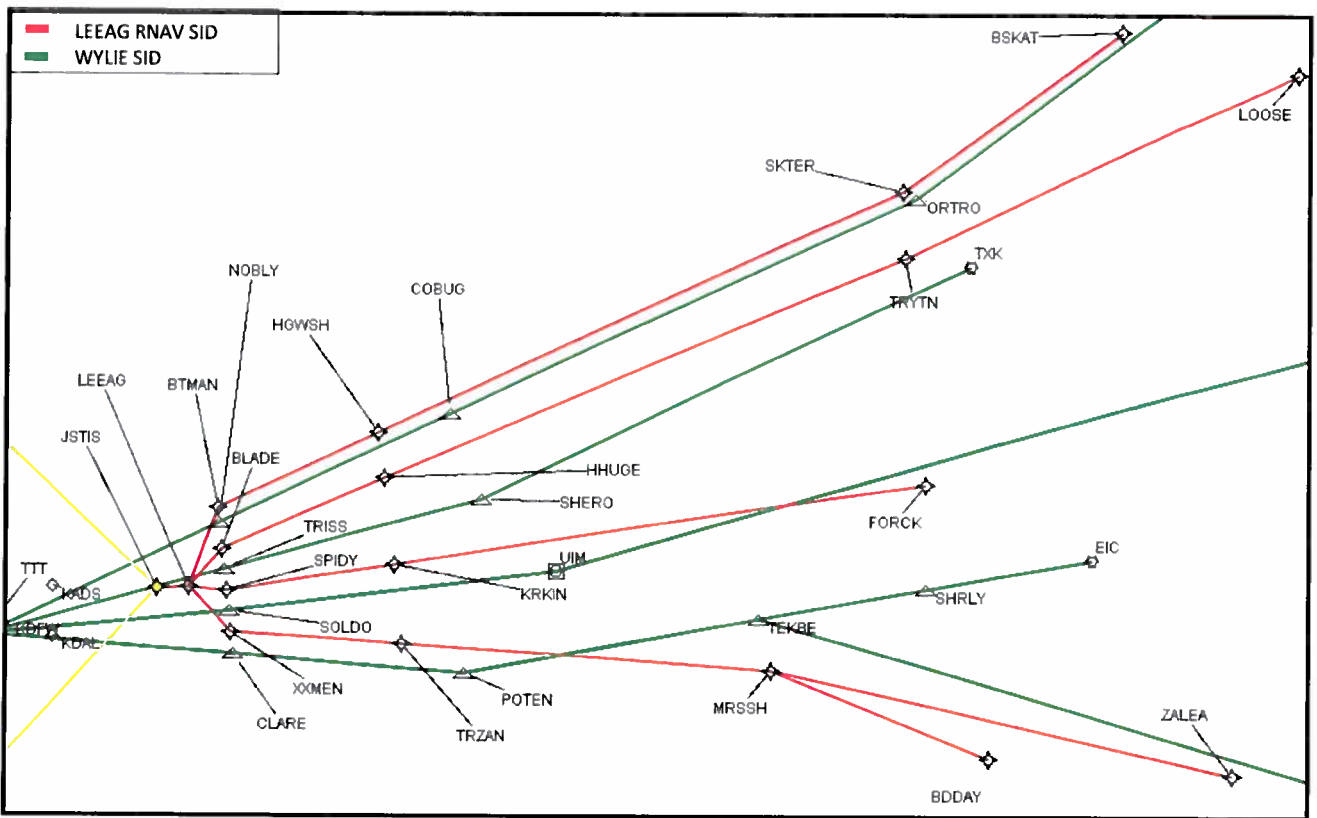 LEEAG RNAV SID
WYLIE SID
BSKAT
LOOSE
SKTER
ORTRO
TXK
NOBLY
COBUG
TRYTN
HGWSH
LEEAG
BTMAN
JSTIS
BLADE
HHUGE
SHERO
FORCK
TRISS
SPIDY
UIM
EIC
TTT
KADS
KRKIN
SHRLY
SOLDO
KDFW
KDAL
TEKBE
XXMEN
POTEN
MRSSH
CLARE
TRZAN
ZALEA
BDDAY